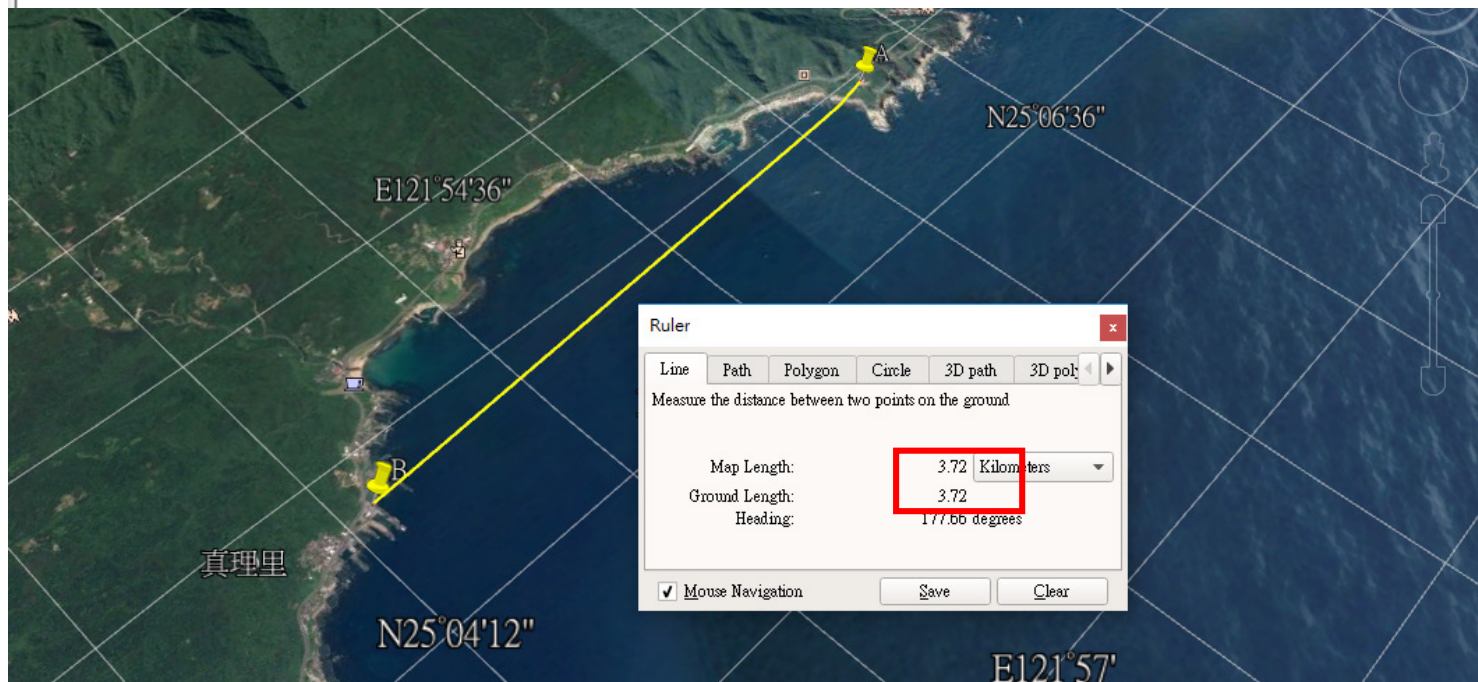 A
N25°06'36"
E121°54'36"
Ruler
x
Line Path Polygon Circle 3D path 3D poly
Measure the distance between two points on the ground
Map Length: 3.72 Kilometers
Ground Length: 3.72
Heading: 177.66 degrees
B
真理里
Mouse Navigation Save Clear
N25°04'12"
E121°57'